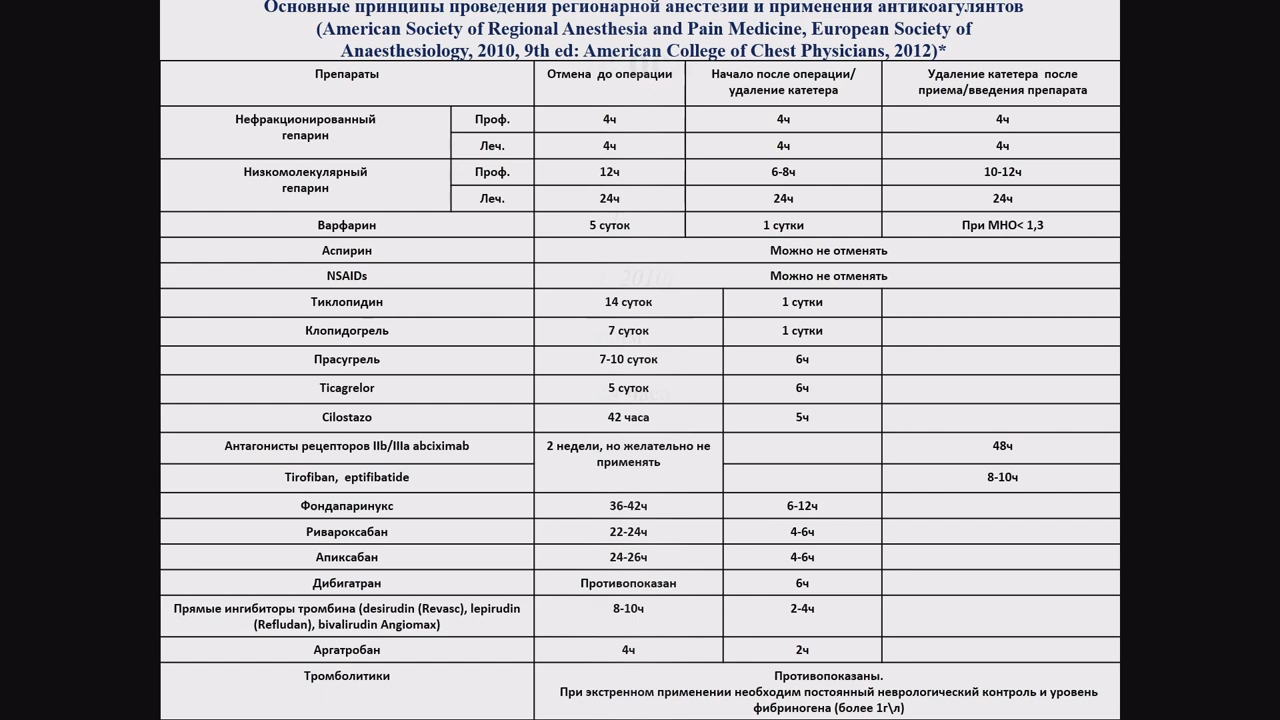 Основные принципы проведения регионарной анестезии и применения антикоагулянтов
(American Society of Regional Anesthesia and Pain Medicine, European Society of
Anaesthesiology, 2010, 9th ed: American College of Chest Physicians, 2012)*
Препараты Отмена до операции Начало после операции/ Удаление катетера после
удаление катетера приема/введения препарата
Нефракционированный Проф. 4ч 4ч 4ч
гепарин
Леч. 4ч 4ч 4ч
Низкомолекулярный Проф. 12ч 6-8ч 10-12ч
гепарин
Леч. 24ч 24ч 24ч
Варфарин 5 суток 1 сутки При МНО< 1,3
Аспирин Можно не отменять
NSAIDs Можно не отменять
Тиклопидин 14 суток 1 сутки
Клопидогрель 7 суток 1 сутки
Прасугрель 7-10 суток 6ч
Ticagrelor 5 суток 6ч
Cilostazo 42 часа 5ч
Антагонисты рецепторов IIb/IIIa abciximab 2 недели, но желательно не 48ч
применять
Tirofiban, eptifibatide 8-10ч
Фондапаринукс 36-42ч 6-12ч
Ривароксабан 22-24ч 4-6ч
Апиксабан 24-26ч 4-6ч
Дибигатран Противопоказан 6ч
Прямые ингибиторы тромбина (desirudin (Revasc), lepirudin 8-10ч 2-4ч
(Refludan), bivalirudin Angiomax)
Аргатробан 4ч 2ч
Тромболитики Противопоказаны.
При экстренном применении необходим постоянный неврологический контроль и уровень
фибриногена (более 1г\л)